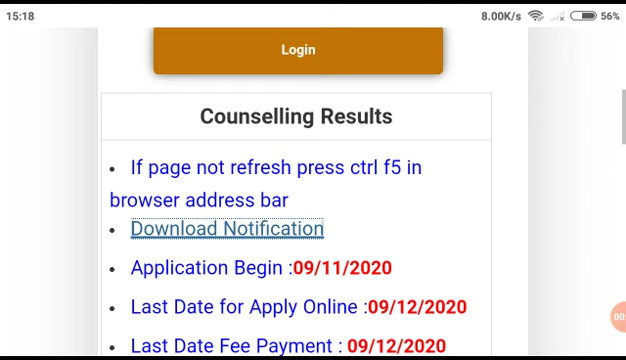 15:18 8.00K/s 56%
Login
Counselling Results
• If page not refresh press ctrl f5 in
browser address bar
• Download Notification
• Application Begin :09/11/2020
• Last Date for Apply Online :09/12/2020
• Last Date Fee Payment : 09/12/2020